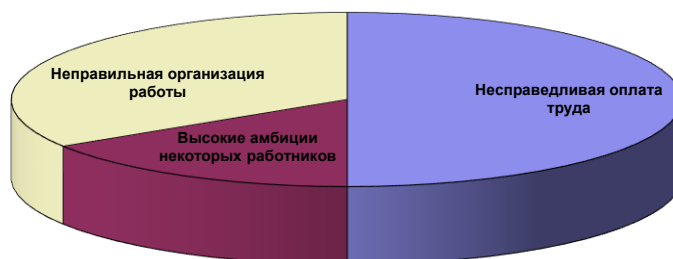 Неправильная организация
работы
Несправедливая оплата
труда
Высокие амбиции
некоторых работников